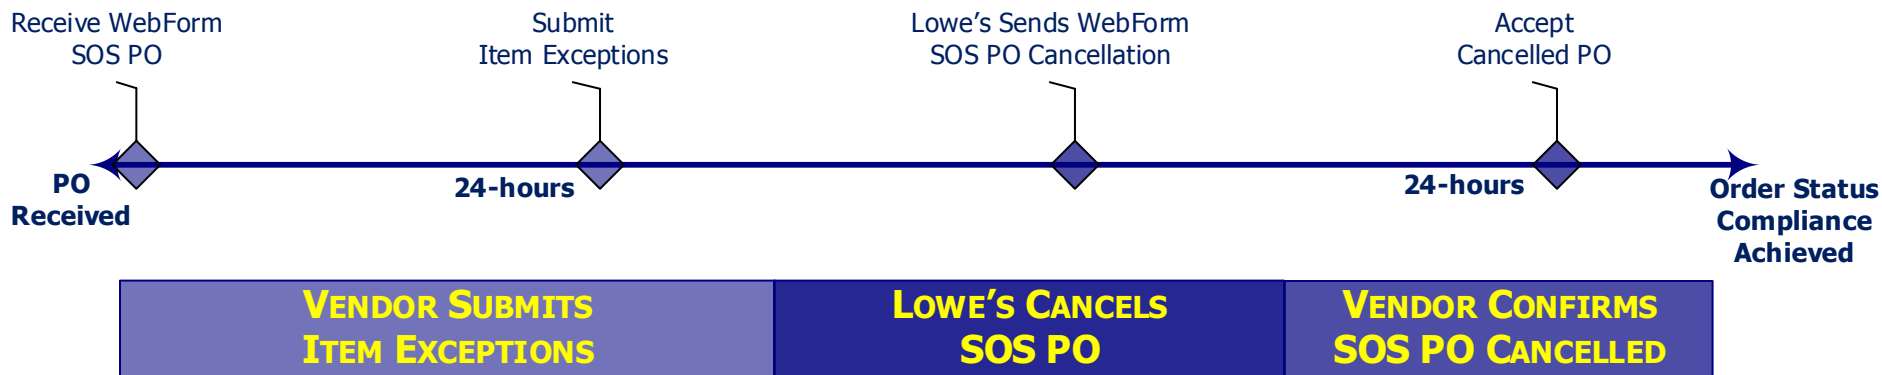 Receive WebForm
SOS PO
Submit
Item Exceptions
Lowe’s Sends WebForm
SOS PO Cancellation
Accept
Cancelled PO
PO
Received
24-hours
24-hours
Order Status
Compliance
Achieved
VENDOR SUBMITS
ITEM EXCEPTIONS
LOWE’S CANCELS
SOS PO
VENDOR CONFIRMS
SOS PO CANCELLED